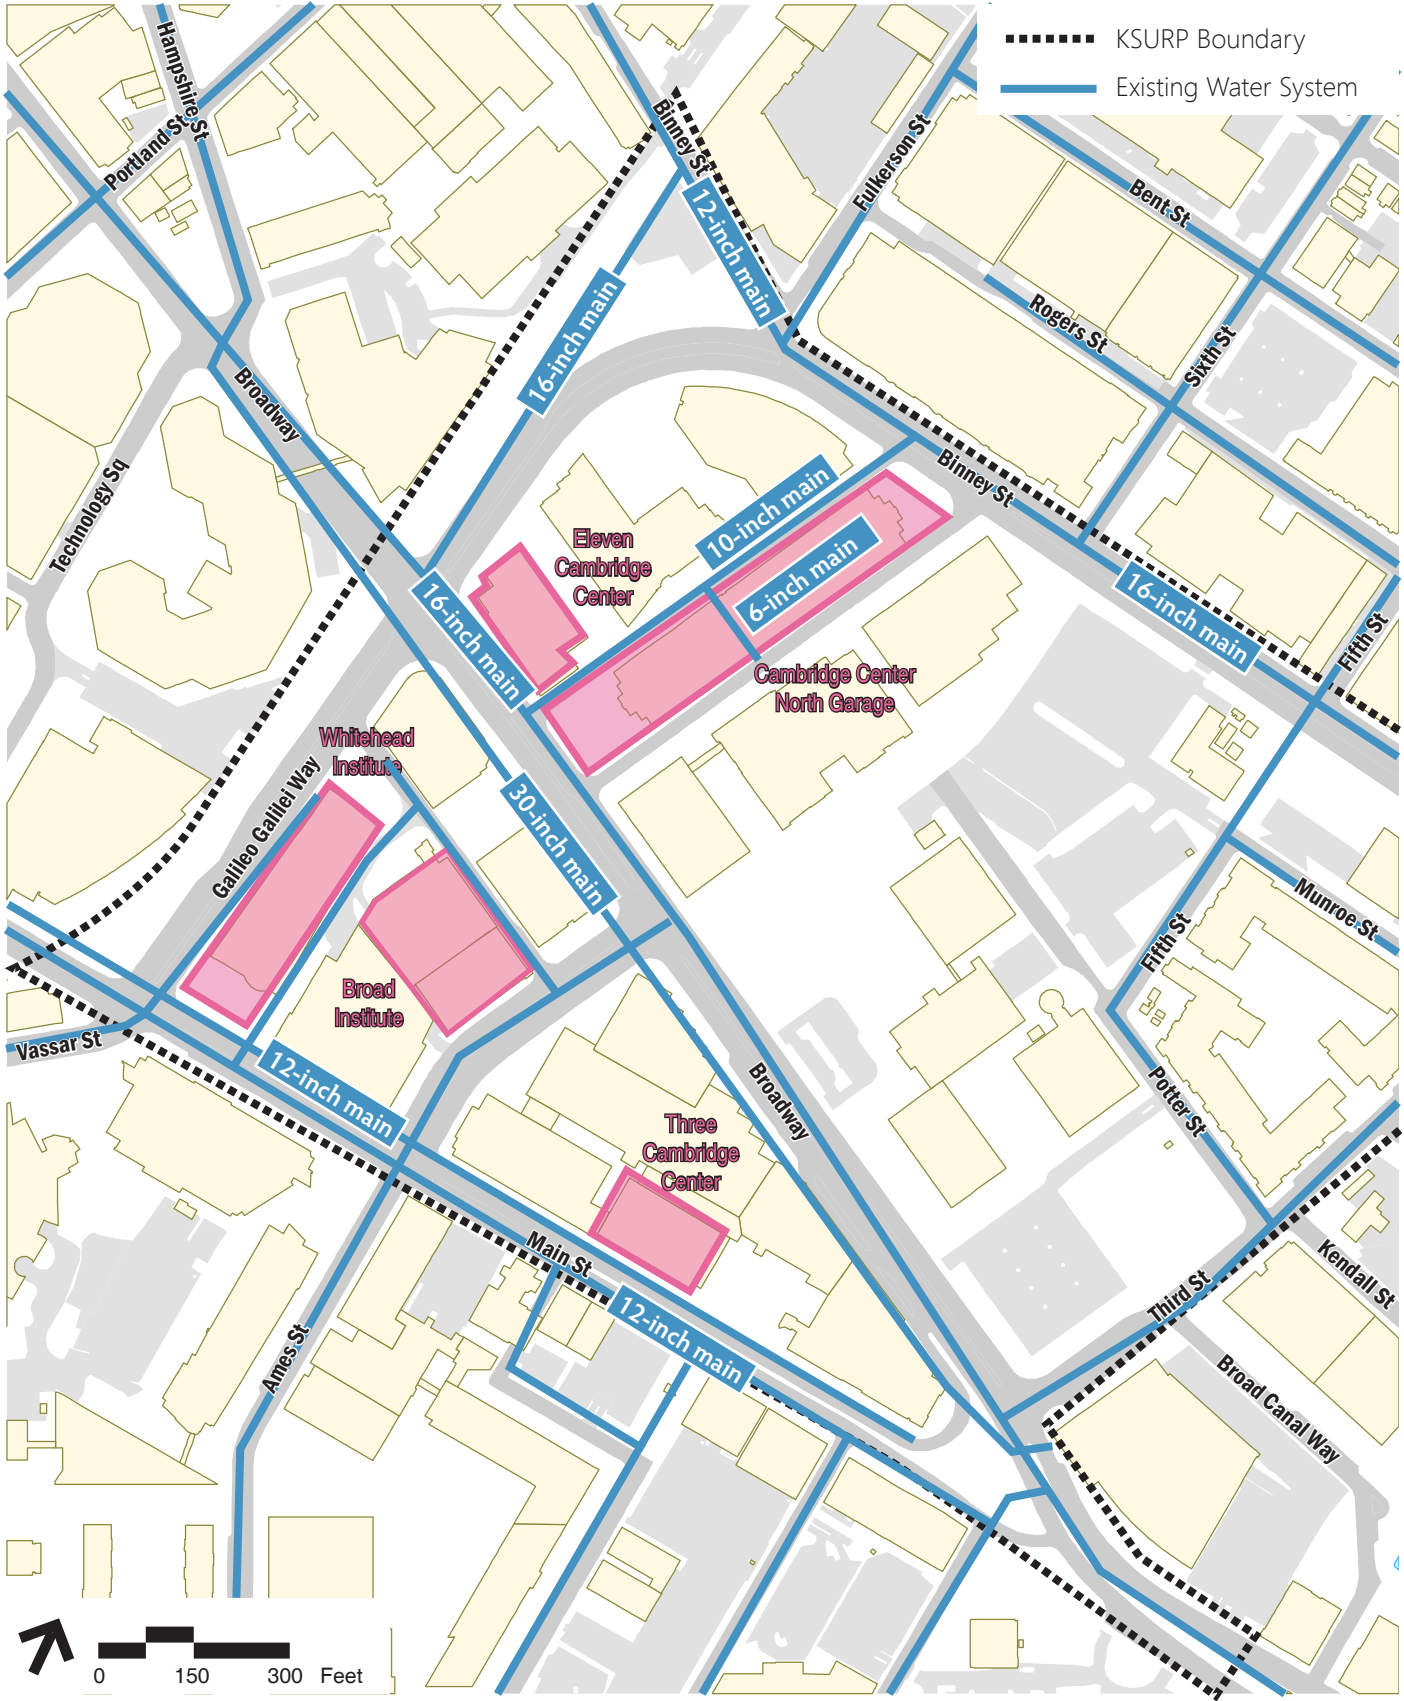 KSURP Boundary
Existing Water System
Hampshire St
Portland St
Binney St
12-inch main
Fulkerson St
Bent St
Rogers St
Sixth St
16-inch main
Broadway
Technology Sq
Binney St
10-inch main
6-inch main
Eleven
Cambridge
Center
16-inch main
16-inch main
Fifth St
Cambridge Center
North Garage
Whitehead
Institute
Galileo Galilei Way
30-inch main
Munroe St
Fifth St
Broad
Institute
Vassar St
12-inch main
Broadway
Potter St
Three
Cambridge
Center
Main St
12-inch main
Third St
Kendall St
Ames St
Broad Canal Way
0 150 300 Feet